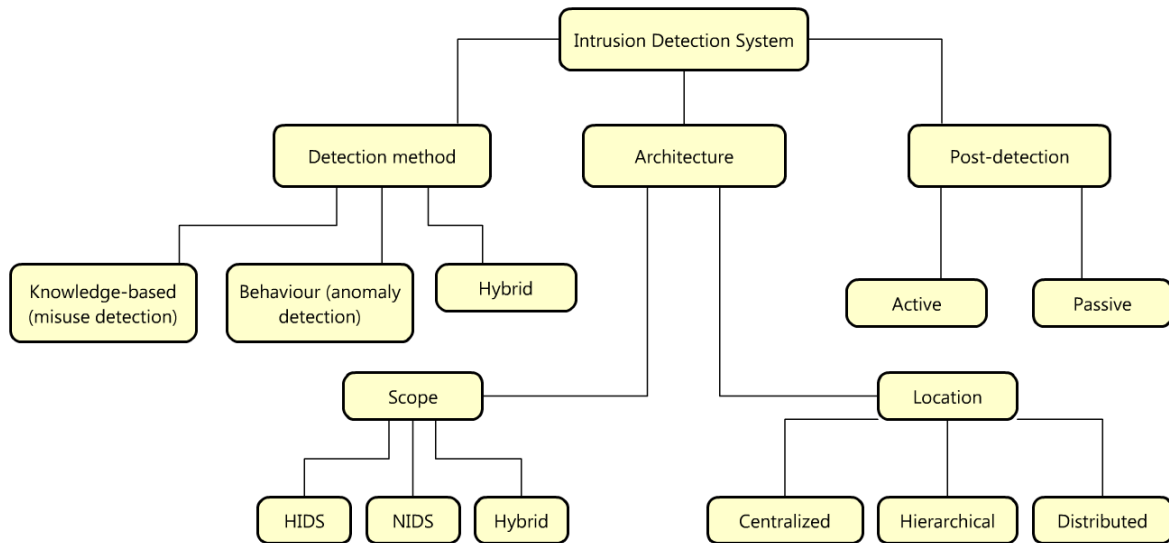 Intrusion Detection System
Detection method
Architecture
Post-detection
Knowledge-based
(misuse detection)
Behaviour (anomaly
detection)
Hybrid
Active
Passive
Scope
Location
HIDS
NIDS
Hybrid
Centralized
Hierarchical
Distributed